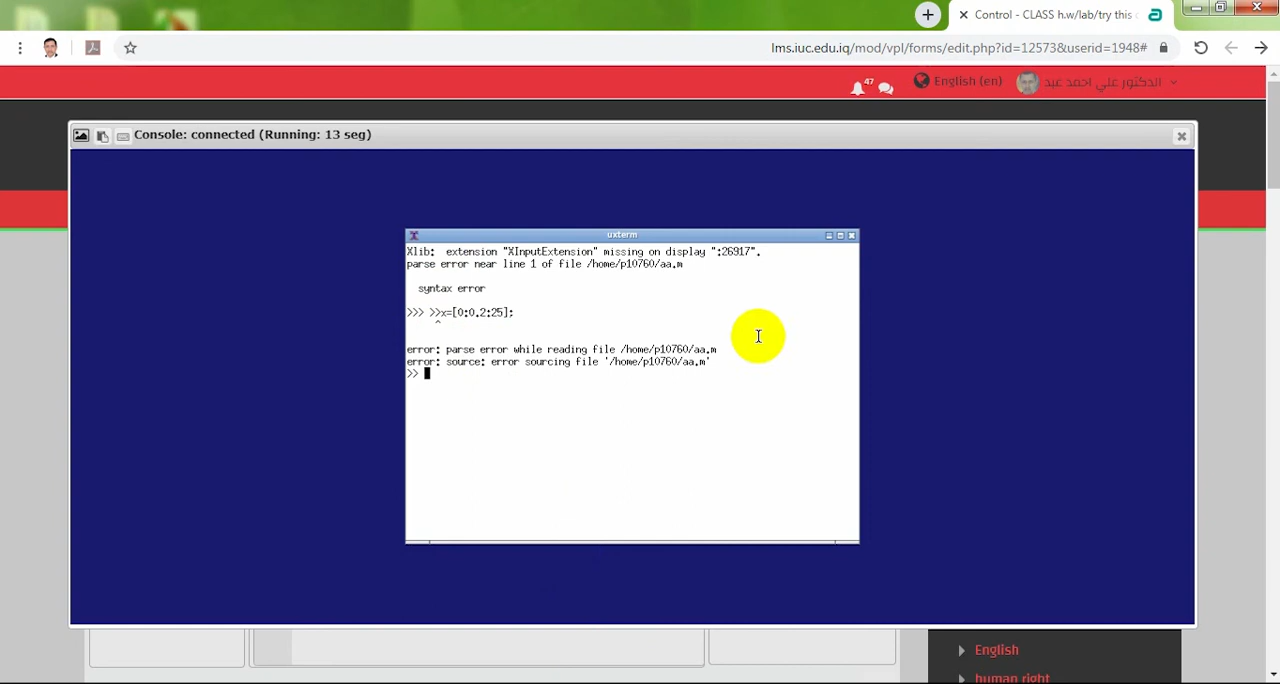 Control - CLASS h.w/lab/try this
lms.iuc.edu.iq/mod/vpl/forms/edit.php?id=12573&userid=1948#
47
English (en)
الدكتور علي احمد عبد
Console: connected (Running: 13 seg)
uxterm
Xlib:  extension "XInputExtension" missing on display ":26917".
parse error near line 1 of file /home/p10760/aa.m
syntax error
>>> >>x=[0:0.2:25];
^
error: parse error while reading file /home/p10760/aa.m
error: source: error sourcing file '/home/p10760/aa.m'
>>
English
human right